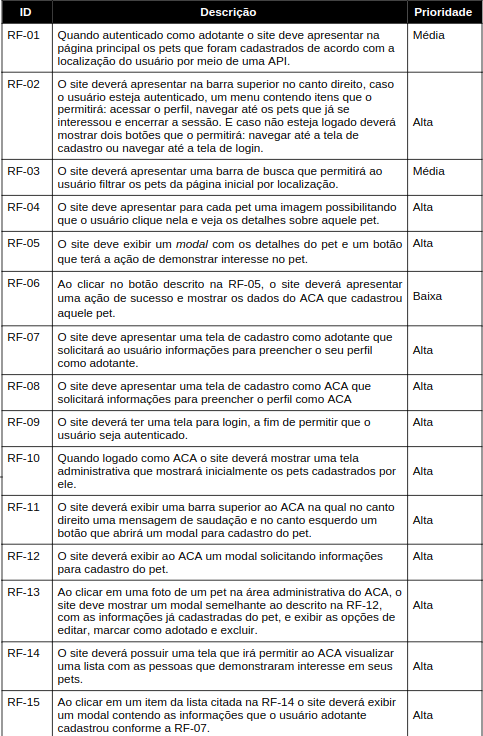 ID Descrição Prioridade
RF-01 Quando autenticado como adotante o site deve apresentar na Média
página principal os pets que foram cadastrados de acordo com a
localização do usuário por meio de uma API.
RF-02 O site deverá apresentar na barra superior no canto direito, caso
o usuário esteja autenticado, um menu contendo itens que o
permitirá: acessar o perfil, navegar até os pets que já se
interessou e encerrar a sessão. E caso não esteja logado deverá Alta
mostrar dois botões que o permitirá: navegar até a tela de
cadastro ou navegar até a tela de login.
RF-03 O site deverá apresentar uma barra de busca que permitirá ao Média
usuário filtrar os pets da página inicial por localização.
RF-04 O site deve apresentar para cada pet uma imagem possibilitando Alta
que o usuário clique nela e veja os detalhes sobre aquele pet.
RF-05 O site deve exibir um modal com os detalhes do pet e um botão Alta
que terá a ação de demonstrar interesse no pet.
RF-06 Ao clicar no botão descrito na RF-05, o site deverá apresentar
uma ação de sucesso e mostrar os dados do ACA que cadastrou Baixa
aquele pet.
RF-07 O site deve apresentar uma tela de cadastro como adotante que
solicitará ao usuário informações para preencher o seu perfil Alta
como adotante.
RF-08 O site deve apresentar uma tela de cadastro como ACA que Alta
solicitará informações para preencher o perfil como ACA
RF-09 O site deverá ter uma tela para login, a fim de permitir que o Alta
usuário seja autenticado.
RF-10 Quando logado como ACA o site deverá mostrar uma tela
administrativa que mostrará inicialmente os pets cadastrados por Alta
ele.
RF-11 O site deverá exibir uma barra superior ao ACA na qual no canto
direito uma mensagem de saudação e no canto esquerdo um Alta
botão que abrirá um modal para cadastro do pet.
RF-12 O site deverá exibir ao ACA um modal solicitando informações Alta
para cadastro do pet.
RF-13 Ao clicar em uma foto de um pet na área administrativa do ACA, o
site deve mostrar um modal semelhante ao descrito na RF-12, Alta
com as informações já cadastradas do pet, e exibir as opções de
editar, marcar como adotado e excluir.
RF-14 O site deverá possuir uma tela que irá permitir ao ACA visualizar
uma lista com as pessoas que demonstraram interesse em seus Alta
pets.
RF-15 Ao clicar em um item da lista citada na RF-14 o site deverá exibir
um modal contendo as informações que o usuário adotante Alta
cadastrou conforme a RF-07.